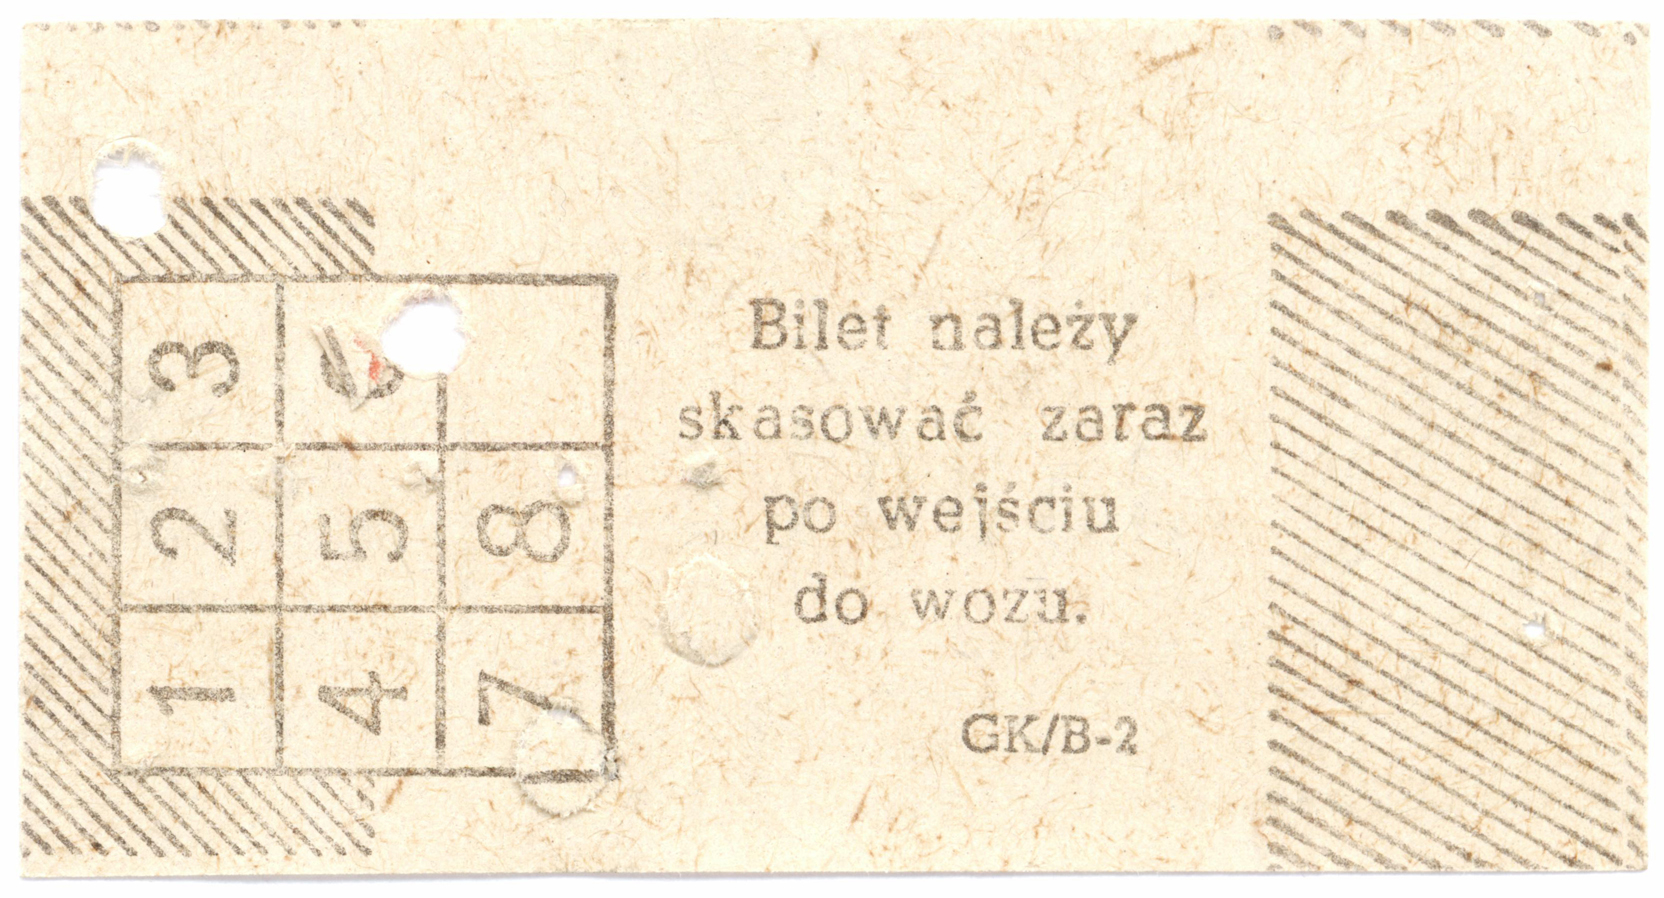 3
2 5 8
1 4 7
Bilet należy
skasować zaraz
po wejściu
do wozu.
GK/B-2